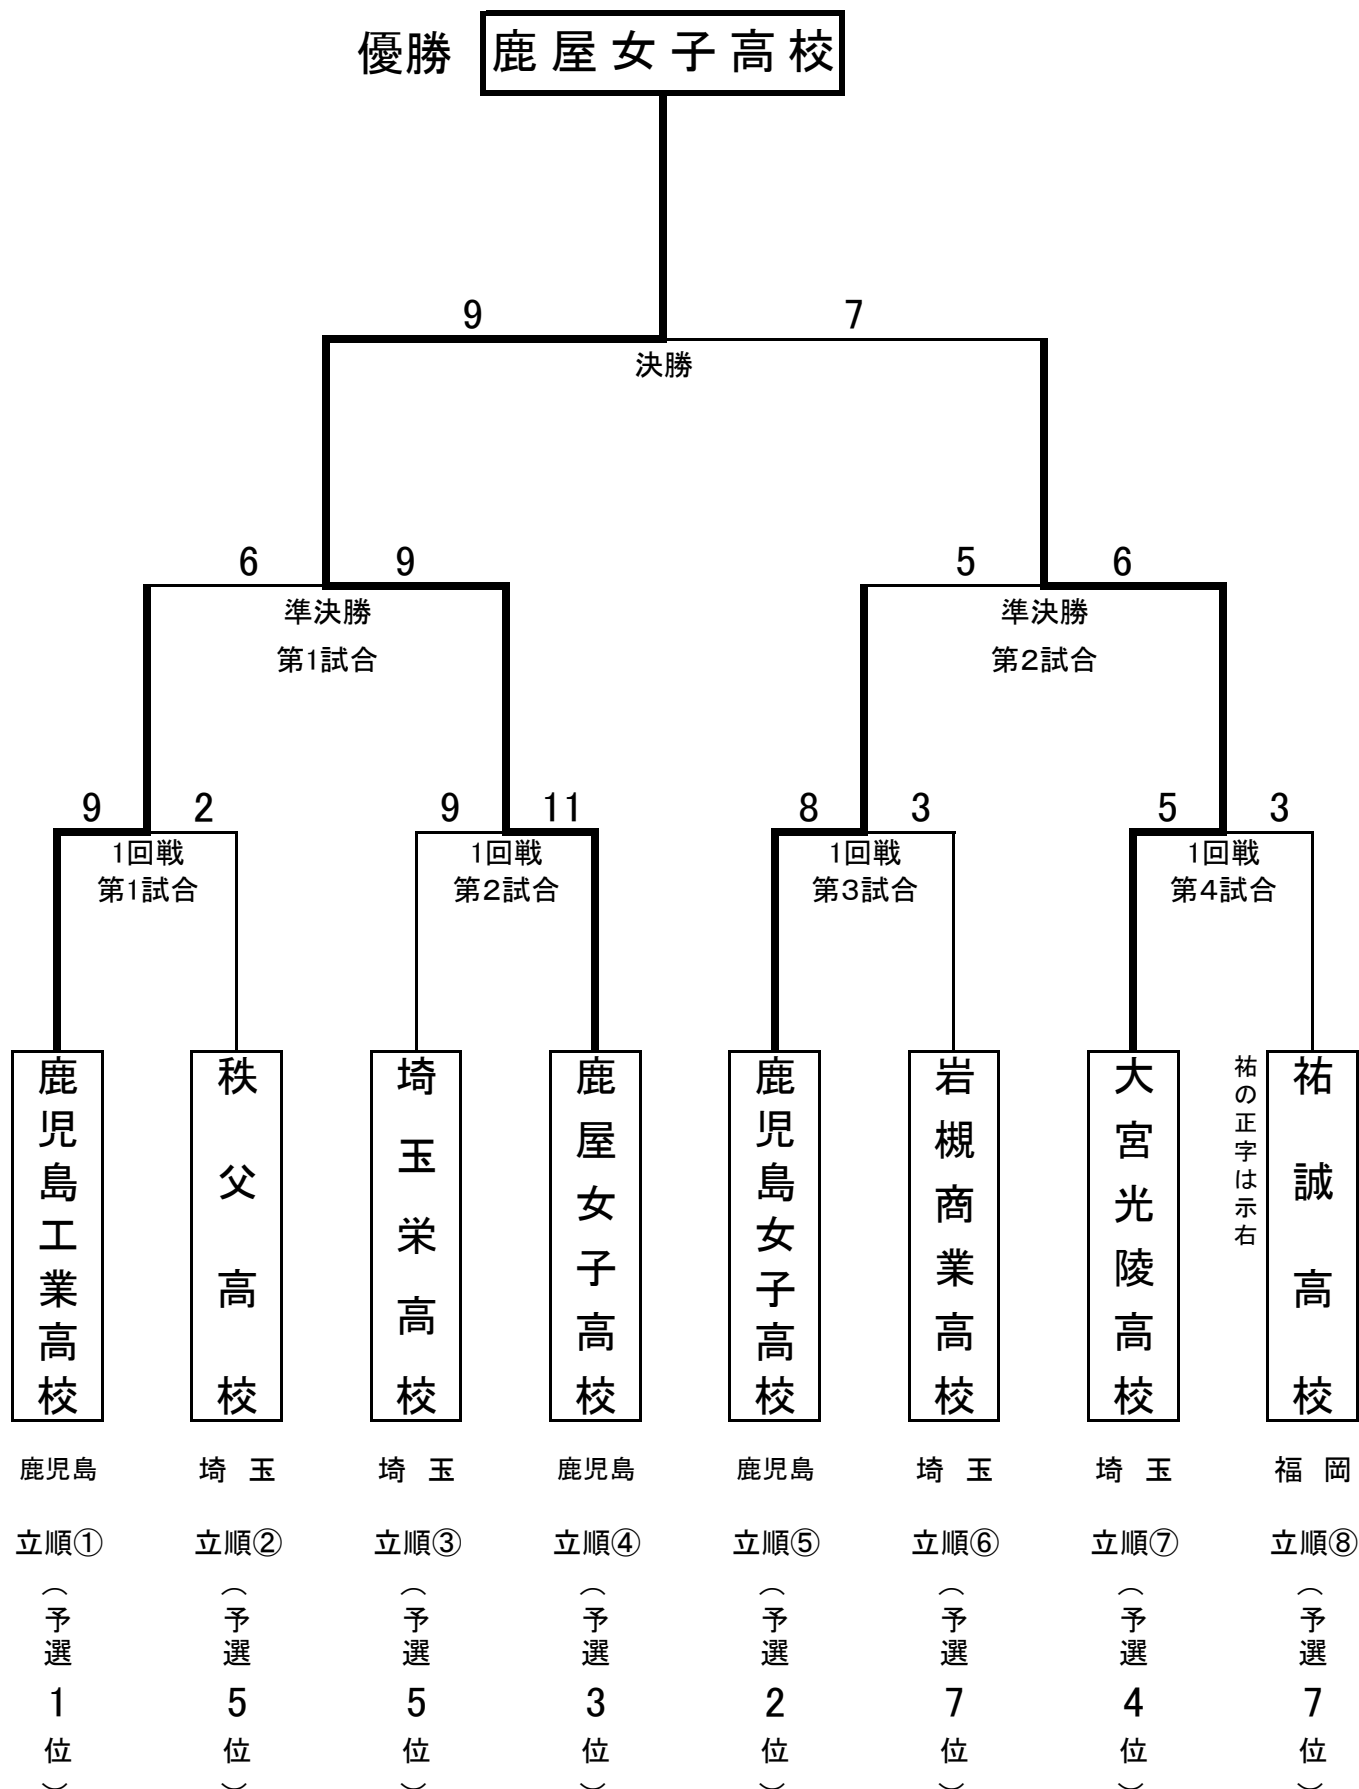 優勝 鹿屋女子高校
9 7
決勝
6 9 5 6
準決勝 準決勝
第1試合 第2試合
9 2 9 11 8 3 5 3
1回戦 1回戦 1回戦 1回戦
第1試合 第2試合 第3試合 第4試合
鹿児島工業高校
秩父高校
埼玉栄高校
鹿屋女子高校
鹿児島女子高校
岩槻商業高校
大宮光陵高校
祐の正字は示右
祐誠高校
鹿児島 埼玉 埼玉 鹿児島 鹿児島 埼玉 埼玉 福岡
立順① 立順② 立順③ 立順④ 立順⑤ 立順⑥ 立順⑦ 立順⑧
（予選1位）
（予選5位）
（予選5位）
（予選3位）
（予選2位）
（予選7位）
（予選4位）
（予選7位）